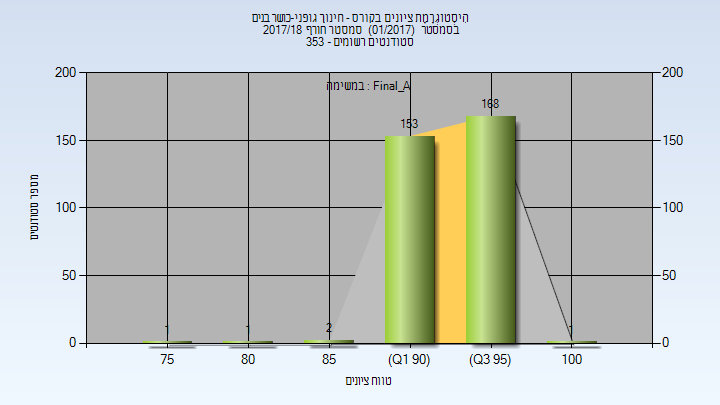 היסטוגרמת ציונים בקורס - חינוך גופני-כושר בנים
בסמסטר (01/2017) סמסטר חורף 2017/18
סטודנטים רשומים - 353
במשימה : Final_A
מספר סטודנטים
200
150
100
50
0
200
150
100
50
0
1
1
2
153
168
1
75
80
85
(Q1 90)
(Q3 95)
100
טווח ציונים